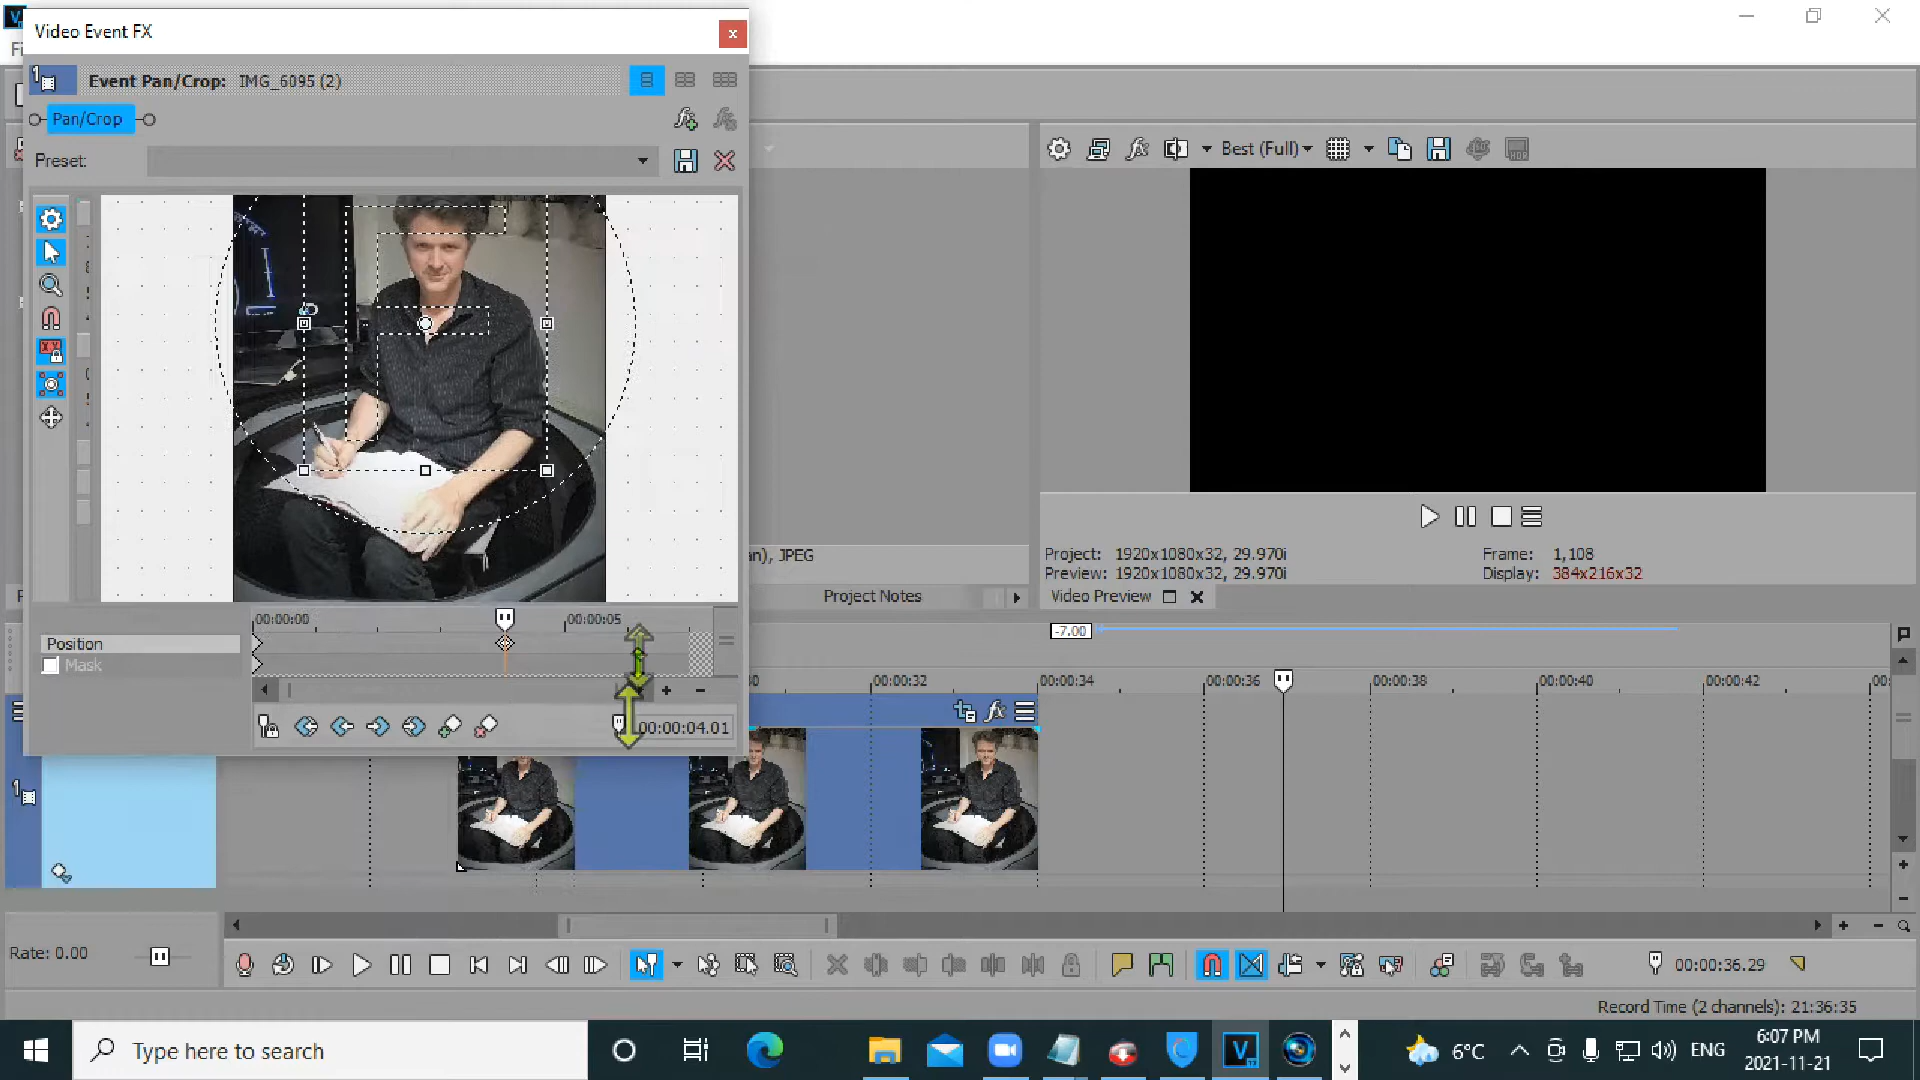 Video Event FX
Event Pan/Crop: IMG_6095 (2)
Pan/Crop
Preset:
Best (Full)
an), JPEG
Project: 1920x1080x32, 29.970i
Frame: 1,108
Preview: 1920x1080x32, 29.970i
Display: 384x216x32
Project Notes
Video Preview
00:00:00
00:00:05
-7.00
Position
Mask
00:00:32
00:00:34
00:00:36
00:00:38
00:00:40
00:00:42
00:00:04.01
Rate: 0.00
00:00:36.29
Record Time (2 channels): 21:36:35
Type here to search
6°C
ENG
6:07 PM
2021-11-21